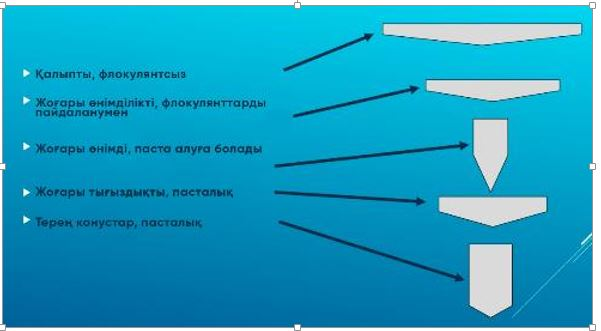 Қалыпты, флокулянтсыз
Жоғары өнімділікті, флокулянттарды
пайдаланумен
Жоғары өнімді, паста алуға болады
Жоғары тығыздықты, пасталық
Терең конустар, пасталық